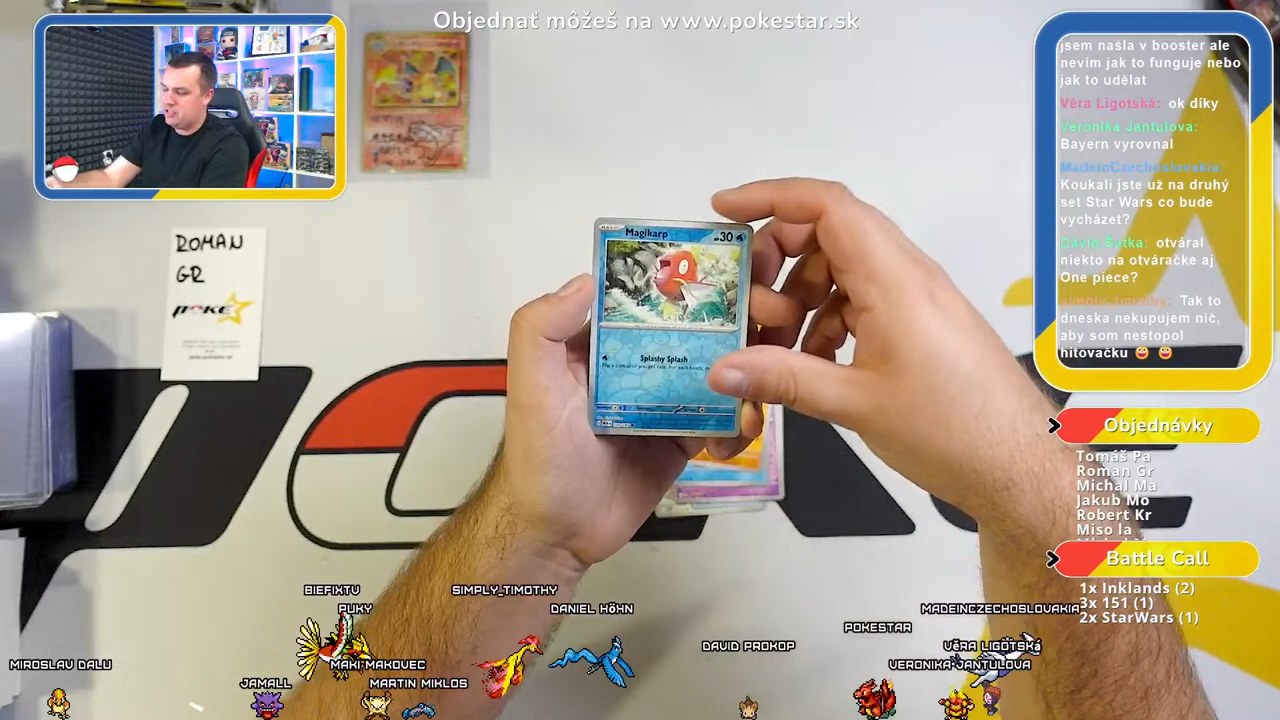 Objednať môžeš na www.pokestar.sk
jsem našla v booster ale
nevím jak to funguje nebo
jak to udělat
Věra Ligotská: ok díky
Veronika Jantulova:
Bayern vyrovnal
MadeinCzechoslovakia:
Koukali jste už na druhý
set Star Wars co bude
vycházet?
David Šutka: otváral
niekto na otváračke aj
One piece?
Simply_Timothy: Tak to
dneska nekupujem nič,
aby som nestopol
hitovačku
ROMAN
GR
POKE
Magikarp
30
Splashy Splash
Objednávky
Tomáš Pa
Roman Gr
Michal Ma
Jakub Mo
Robert Kr
Miso Ia
Battle Call
1x Inklands (2)
3x 151 (1)
2x StarWars (1)
BIEFIXTV
SIMPLY_TIMOTHY
PUKY
DANIEL HÖHN
MADEINCZECHOSLOVAKIA
POKESTAR
DAVID PROKOP
VĚRA LIGOTSKÁ
MIROSLAV DALU
MAKI MAKOVEC
VERONIKA JANTULOVA
JAMALL
MARTIN MIKLOS